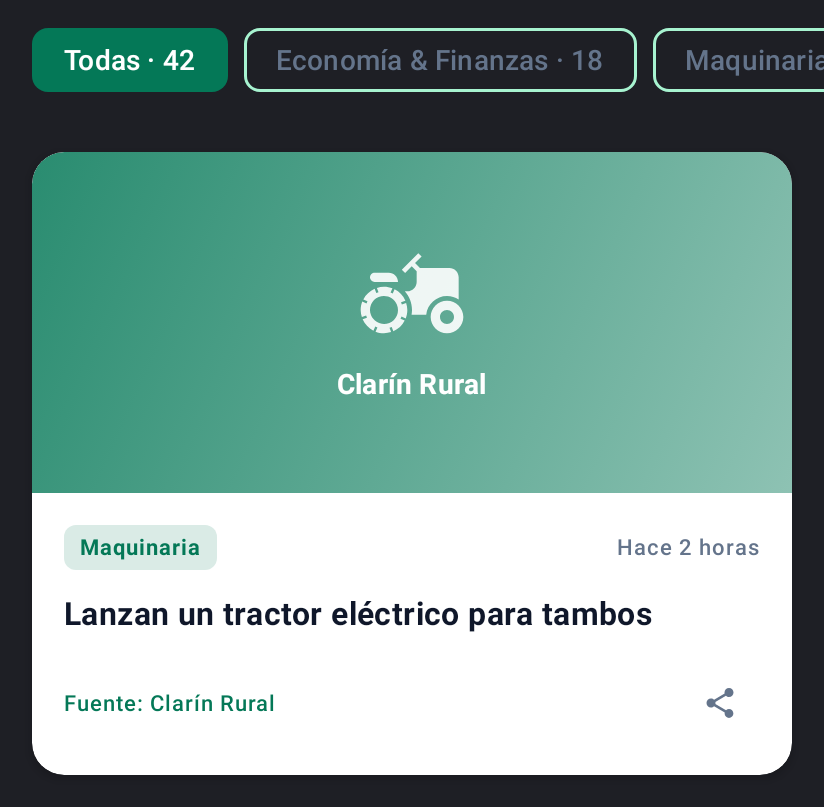 Todas · 42
Economía & Finanzas · 18
Maquinaria
Clarín Rural
Maquinaria
Hace 2 horas
Lanzan un tractor eléctrico para tambos
Fuente: Clarín Rural